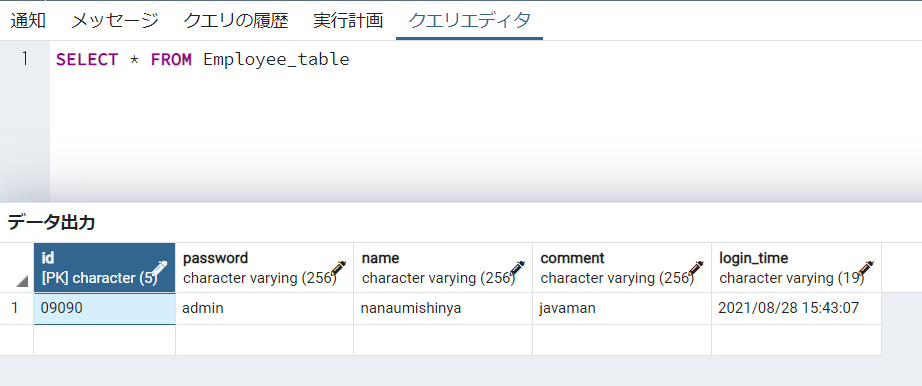 通知 メッセージ クエリの履歴 実行計画 クエリエディタ
1 SELECT * FROM Employee_table
データ出力
id password name comment login_time
[PK] character (5) character varying (256) character varying (256) character varying (256) character varying (19)
1 09090 admin nanaumishinya javaman 2021/08/28 15:43:07